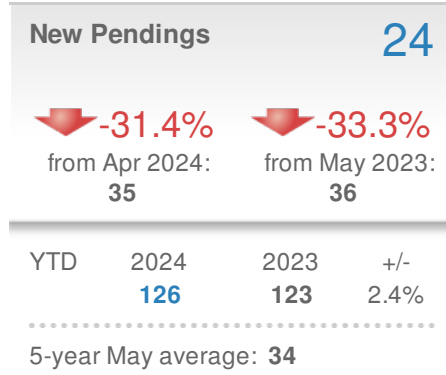 New Pendings 24
-31.4% -33.3%
from Apr 2024: from May 2023:
35 36
YTD 2024 2023 +/-
126 123 2.4%
5-year May average: 34